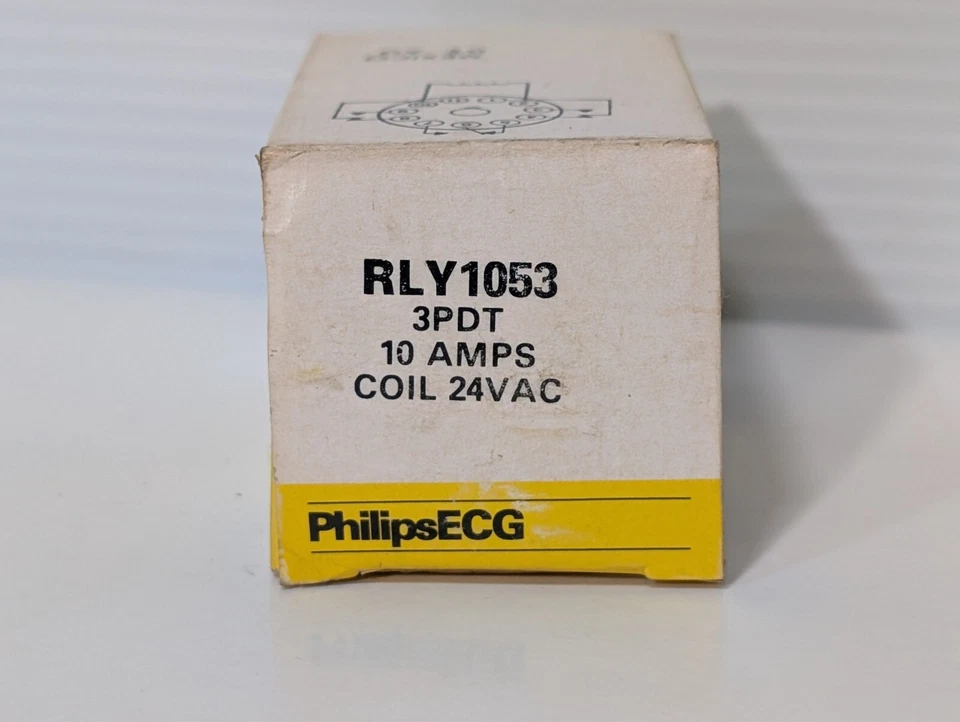 RLY1053
3PDT
10 AMPS
COIL 24VAC
PhilipsECG